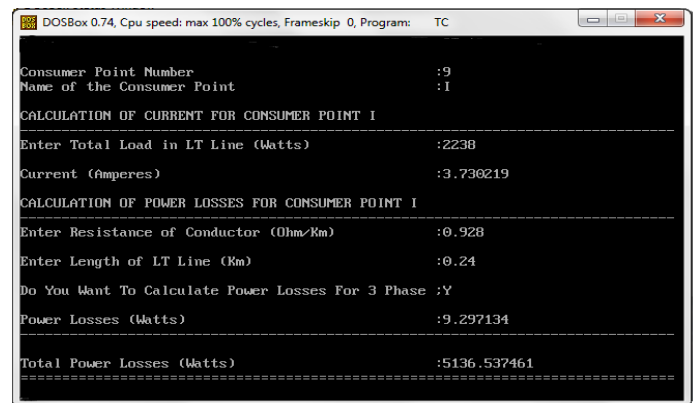 DOSBox 0.74, Cpu speed: max 100% cycles, Frameskip 0, Program: TC
Consumer Point Number :9
Name of the Consumer Point :I
CALCULATION OF CURRENT FOR CONSUMER POINT I
Enter Total Load in LT Line (Watts) :2238
Current (Amperes) :3.730219
CALCULATION OF POWER LOSSES FOR CONSUMER POINT I
Enter Resistance of Conductor (Ohm/Km) :0.928
Enter Length of LT Line (Km) :0.24
Do You Want To Calculate Power Losses For 3 Phase ;Y
Power Losses (Watts) :9.297134
Total Power Losses (Watts) :5136.537461